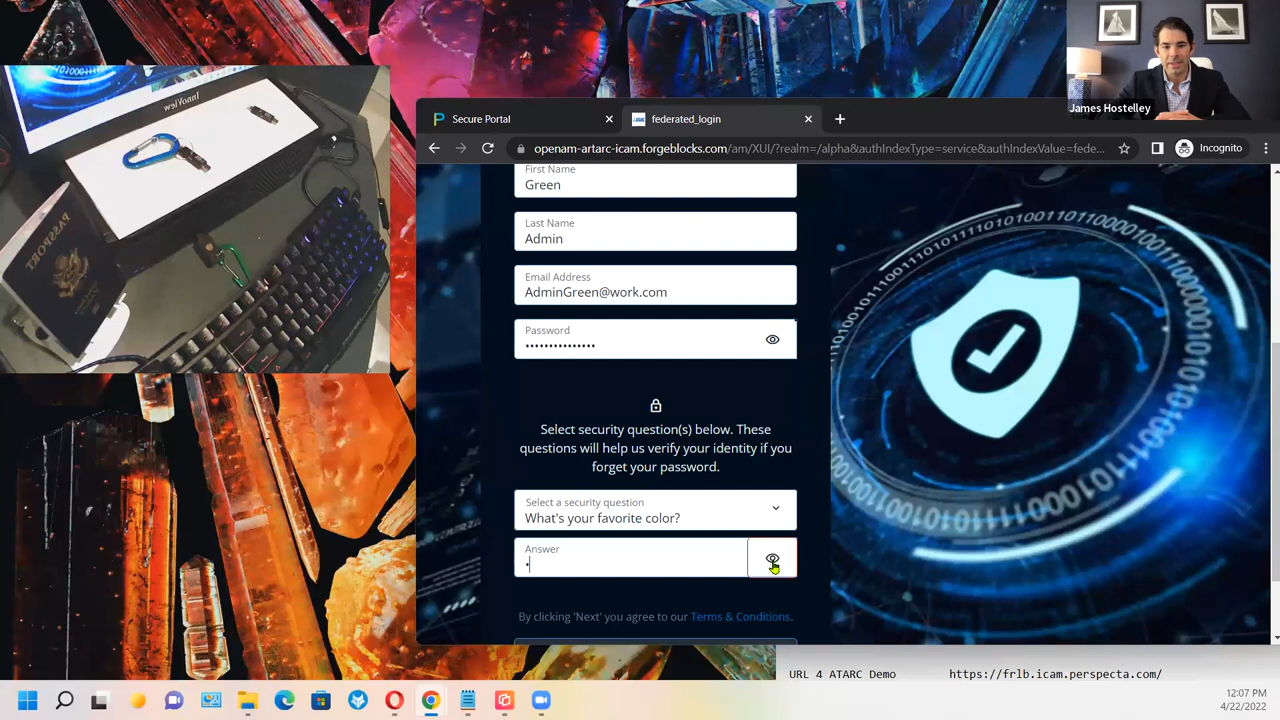 James Hostelley
Secure Portal
federated_login
openam-artarc-icam.forgeblocks.com/am/XUI/?realm=/alpha&authIndexType=service&authIndexValue=fede...
Incognito
InnoView
PASSPORT
First Name
Green
Last Name
Admin
Email Address
AdminGreen@work.com
Password
•••••••••••••••
Select security question(s) below. These
questions will help us verify your identity if you
forget your password.
Select a security question
What's your favorite color?
Answer
•
By clicking 'Next' you agree to our Terms & Conditions.
URL 4 ATARC Demo https://frlb.icam.perspecta.com/
12:07 PM
4/22/2022